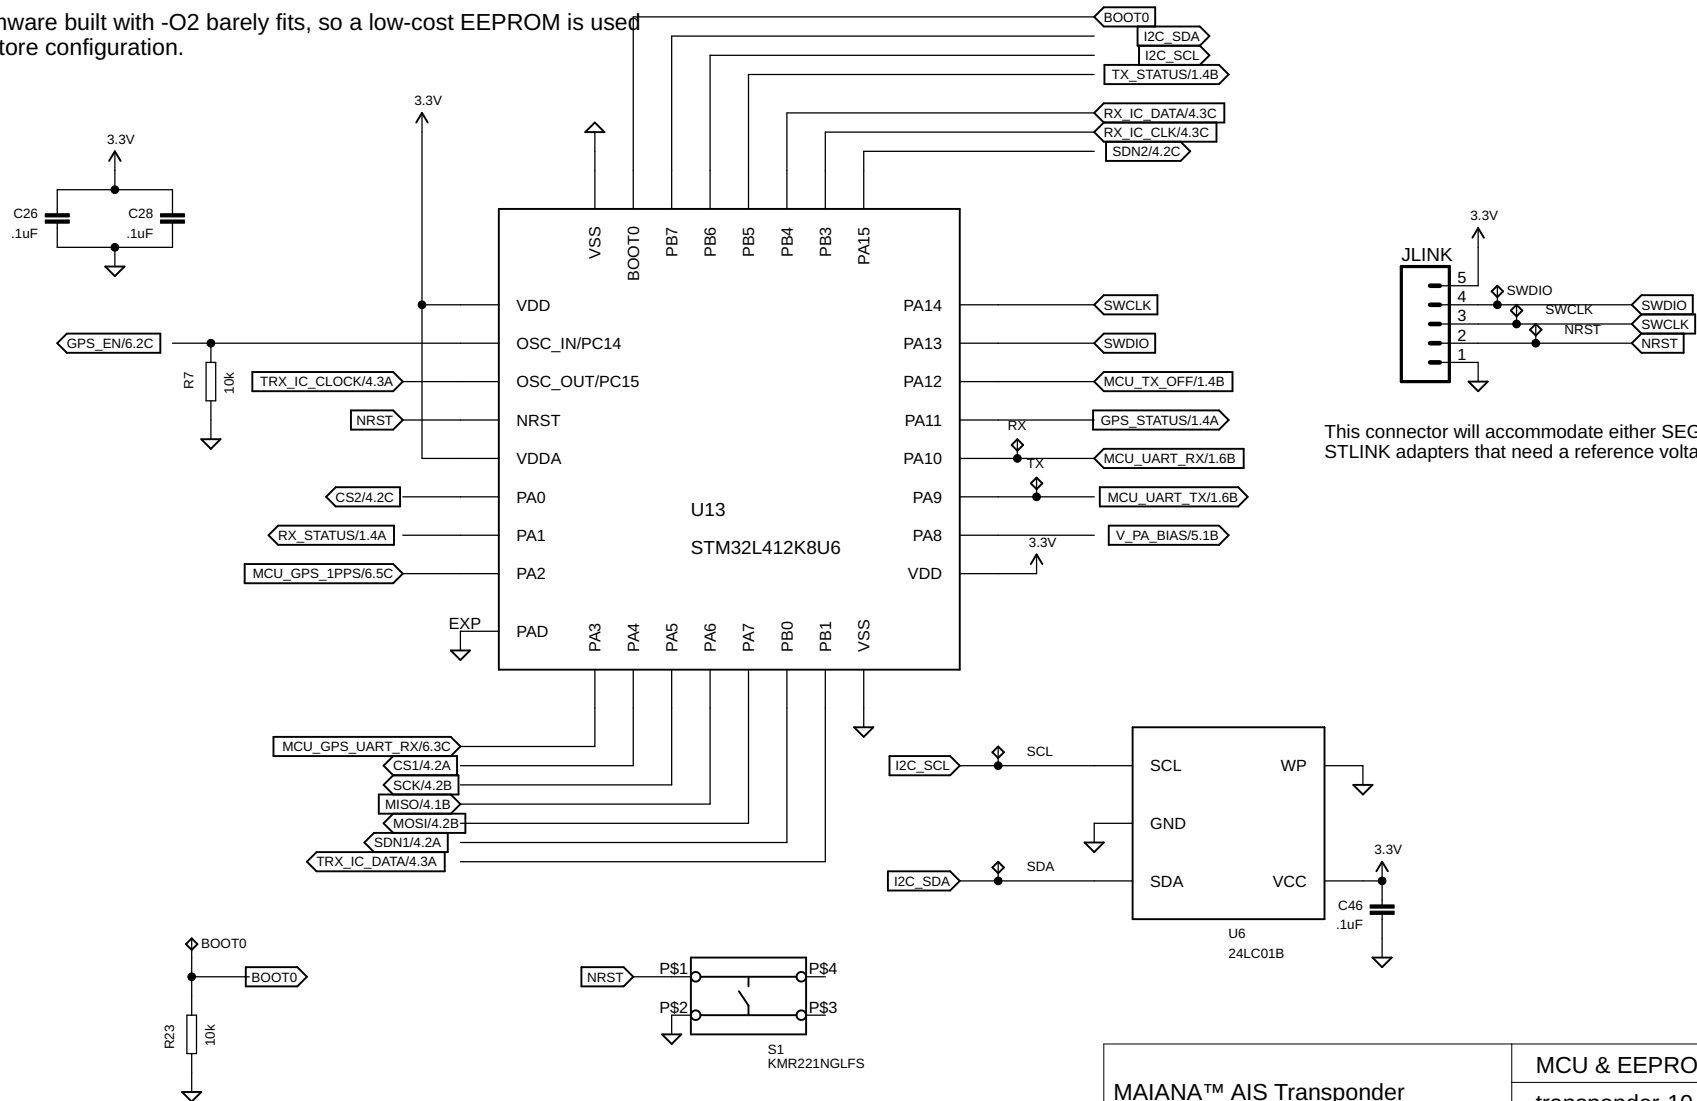 mware built with -O2 barely fits, so a low-cost EEPROM is used
tore configuration.
BOOT0
I2C_SDA
I2C_SCL
TX_STATUS/1.4B
RX_IC_DATA/4.3C
RX_IC_CLK/4.3C
SDN2/4.2C
3.3V
3.3V
C26
.1uF
C28
.1uF
VSS
BOOT0
PB7
PB6
PB5
PB4
PB3
PA15
VDD
OSC_IN/PC14
OSC_OUT/PC15
NRST
VDDA
PA0
PA1
PA2
PAD
EXP
GPS_EN/6.2C
R7
10k
TRX_IC_CLOCK/4.3A
NRST
CS2/4.2C
RX_STATUS/1.4A
MCU_GPS_1PPS/6.5C
U13
STM32L412K8U6
PA14
PA13
PA12
PA11
PA10
PA9
PA8
VDD
SWCLK
SWDIO
MCU_TX_OFF/1.4B
GPS_STATUS/1.4A
RX
MCU_UART_RX/1.6B
TX
MCU_UART_TX/1.6B
V_PA_BIAS/5.1B
3.3V
PA3
PA4
PA5
PA6
PA7
PB0
PB1
VSS
MCU_GPS_UART_RX/6.3C
CS1/4.2A
SCK/4.2B
MISO/4.1B
MOSI/4.2B
SDN1/4.2A
TRX_IC_DATA/4.3A
3.3V
JLINK
5
4
3
2
1
SWDIO
SWCLK
NRST
SWDIO
SWCLK
NRST
This connector will accommodate either SEG
STLINK adapters that need a reference volta
I2C_SCL
SCL
I2C_SDA
SDA
SCL
GND
SDA
WP
VCC
3.3V
C46
.1uF
U6
24LC01B
BOOT0
BOOT0
R23
10k
NRST
P$1
P$4
P$2
P$3
S1
KMR221NGLFS
MAIANA™ AIS Transponder
MCU & EEPRO